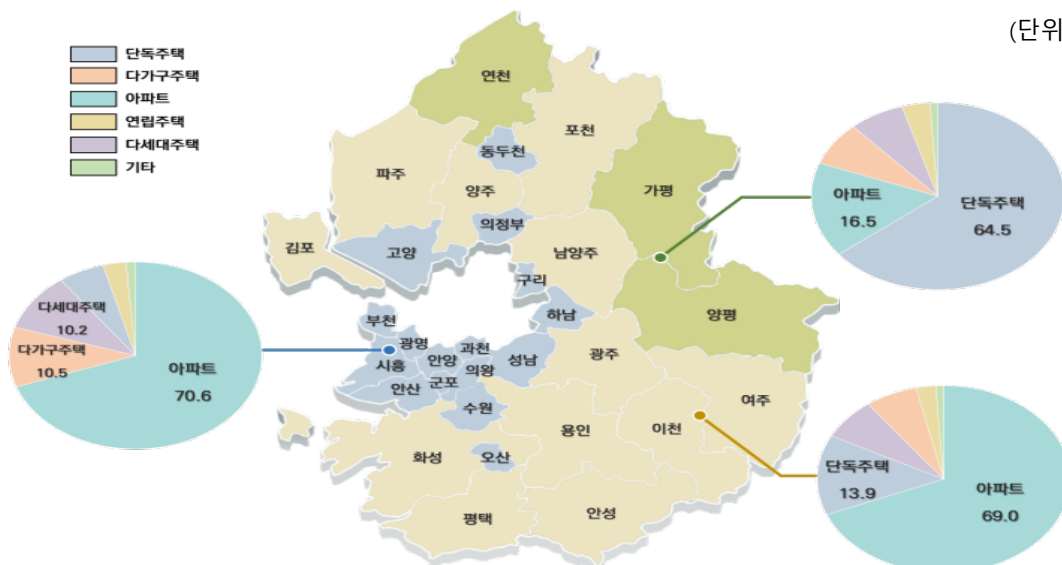 (단위
단독주택
다가구주택
아파트
연립주택
다세대주택
기타
연천
포천
동두천
파주
양주
가평
의정부
김포
고양
남양주
구리
하남
양평
부천
광명
과천
시흥
안양
의왕
성남
광주
안산
군포
수원
여주
용인
이천
화성
오산
평택
안성
아파트
16.5
단독주택
64.5
다세대주택
10.2
다가구주택
10.5
아파트
70.6
단독주택
13.9
아파트
69.0